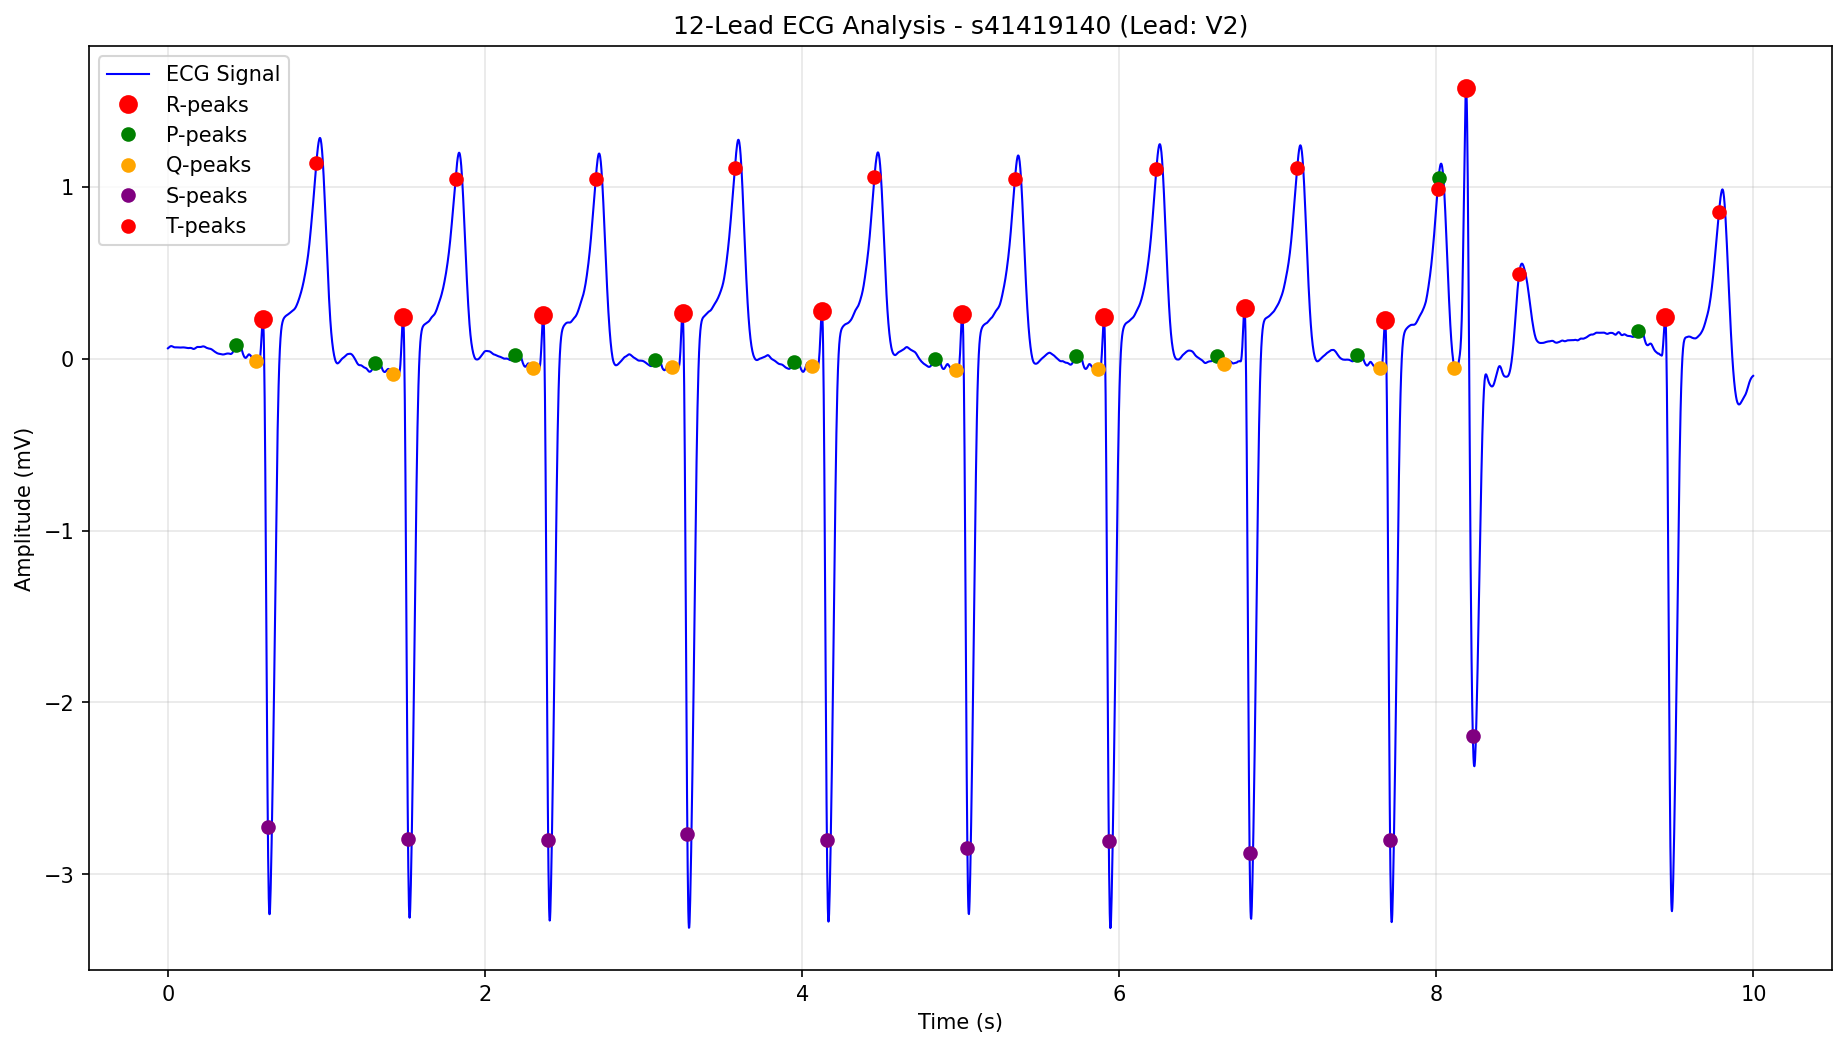 12-Lead ECG Analysis - s41419140 (Lead: V2)
ECG Signal
R-peaks
P-peaks
Q-peaks
S-peaks
T-peaks
Amplitude (mV)
1
0
−1
−2
−3
0
2
4
6
8
10
Time (s)